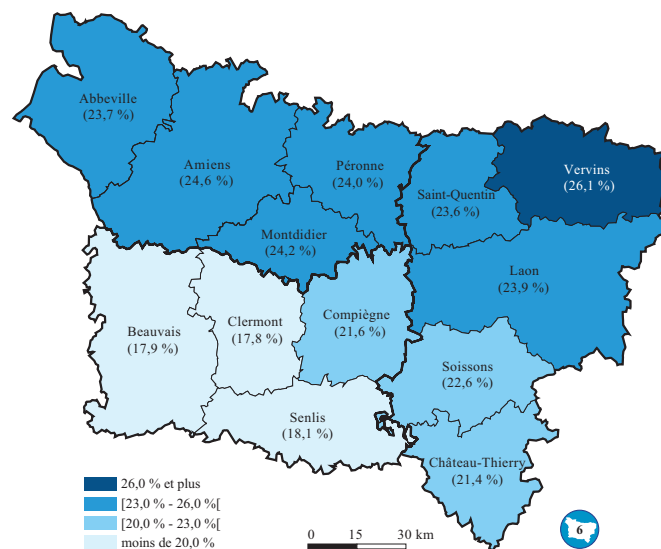 Abbeville
(23,7 %)
Amiens
(24,6 %)
Péronne
(24,0 %)
Saint-Quentin
(23,6 %)
Vervins
(26,1 %)
Montdidier
(24,2 %)
Laon
(23,9 %)
Beauvais
(17,9 %)
Clermont
(17,8 %)
Compiègne
(21,6 %)
Soissons
(22,6 %)
Senlis
(18,1 %)
Château-Thierry
(21,4 %)
26,0 % et plus
[23,0 % - 26,0 %[
[20,0 % - 23,0 %[
moins de 20,0 %
0 15 30 km
6